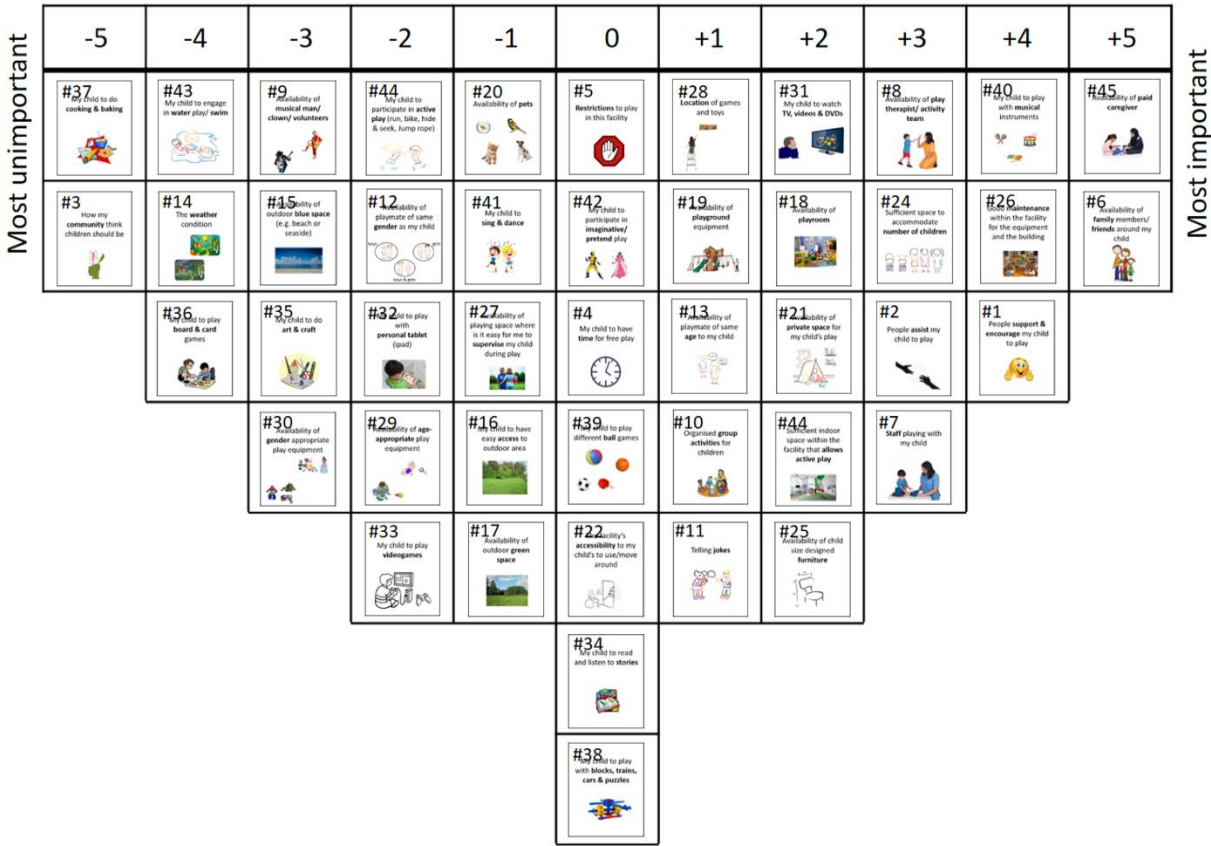 Most unimportant
-5 -4 -3 -2 -1 0 +1 +2 +3 +4 +5
Most important
#37
My child to do
cooking & baking
#43
My child to engage
in water play/ swim
#9
Availability of
musical man/
clown/ volunteers
#44
My child to
participate in active
play (run, bike, hide
& seek, Jump rope)
#20
Availability of pets
#5
Restrictions to play
in this facility
#28
Location of games
and toys
#31
My child to watch
TV, videos & DVDs
#8
Availability of play
therapist/ activity
team
#40
My child to play
with musical
instruments
#45
Availability of paid
caregiver
#3
How my
community think
children should be
#14
The weather
condition
#15
Availability of
outdoor blue space
(e.g. beach or
seaside)
#12
Availability of
playmate of same
gender as my child
boys & girls
#41
My child to
sing & dance
#42
My child to
participate in
imaginative/
pretend play
#19
Availability of
playground
equipment
#18
Availability of
playroom
#24
Sufficient space to
accommodate
number of children
#26
Good maintenance
within the facility
for the equipment
and the building
#6
Availability of
family members/
friends around my
child
#36
My child to play
board & card
games
#35
My child to do
art & craft
#32
My child to play
with
personal tablet
(ipad)
#27
Availability of
playing space where
is it easy for me to
supervise my child
during play
#4
My child to have
time for free play
#13
Availability of
playmate of same
age to my child
#21
Availability of
private space for
my child's play
#2
People assist my
child to play
#1
People support &
encourage my child
to play
#30
Availability of
gender appropriate
play equipment
#29
Availability of age-
appropriate play
equipment
#16
My child to have
easy access to
outdoor area
#39
My child to play
different ball games
#10
Organised group
activities for
children
#44
Sufficient indoor
space within the
facility that allows
active play
#7
Staff playing with
my child
#33
My child to play
videogames
#17
Availability of
outdoor green
space
#22
facility's
accessibility to my
child's to use/move
around
#11
Telling jokes
#25
Availability of child
size designed
furniture
#34
My child to read
and listen to stories
#38
My child to play
with blocks, trains,
cars & puzzles